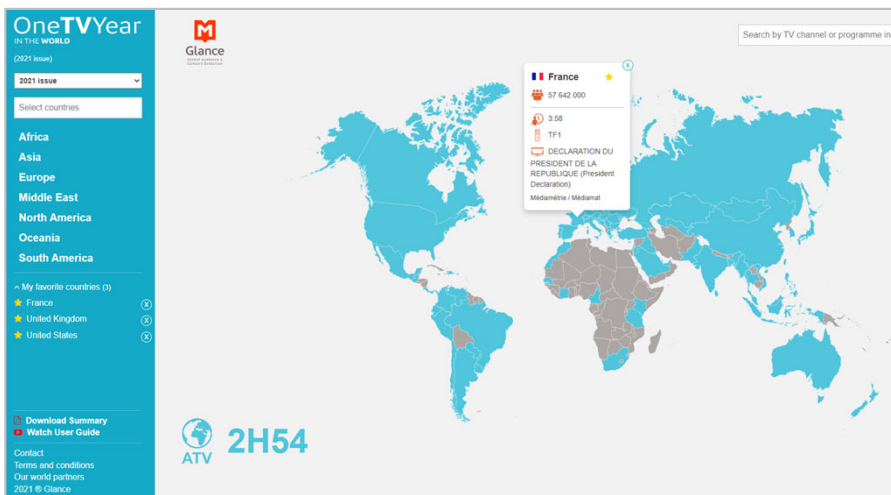 OneTVYear
IN THE WORLD
(2021 issue)
2021 issue
Select countries
Africa
Asia
Europe
Middle East
North America
Oceania
South America
My favorite countries (3)
France
X
United Kingdom
X
United States
X
Download Summary
Watch User Guide
Contact
Terms and conditions
Our world partners
2021 ® Glance
Glance
Search by TV channel or programme in
X
France
57 642 000
3:58
TF1
DECLARATION DU
PRESIDENT DE LA
REPUBLIQUE (President
Declaration)
Médiamétrie / Médiamat
ATV
2H54